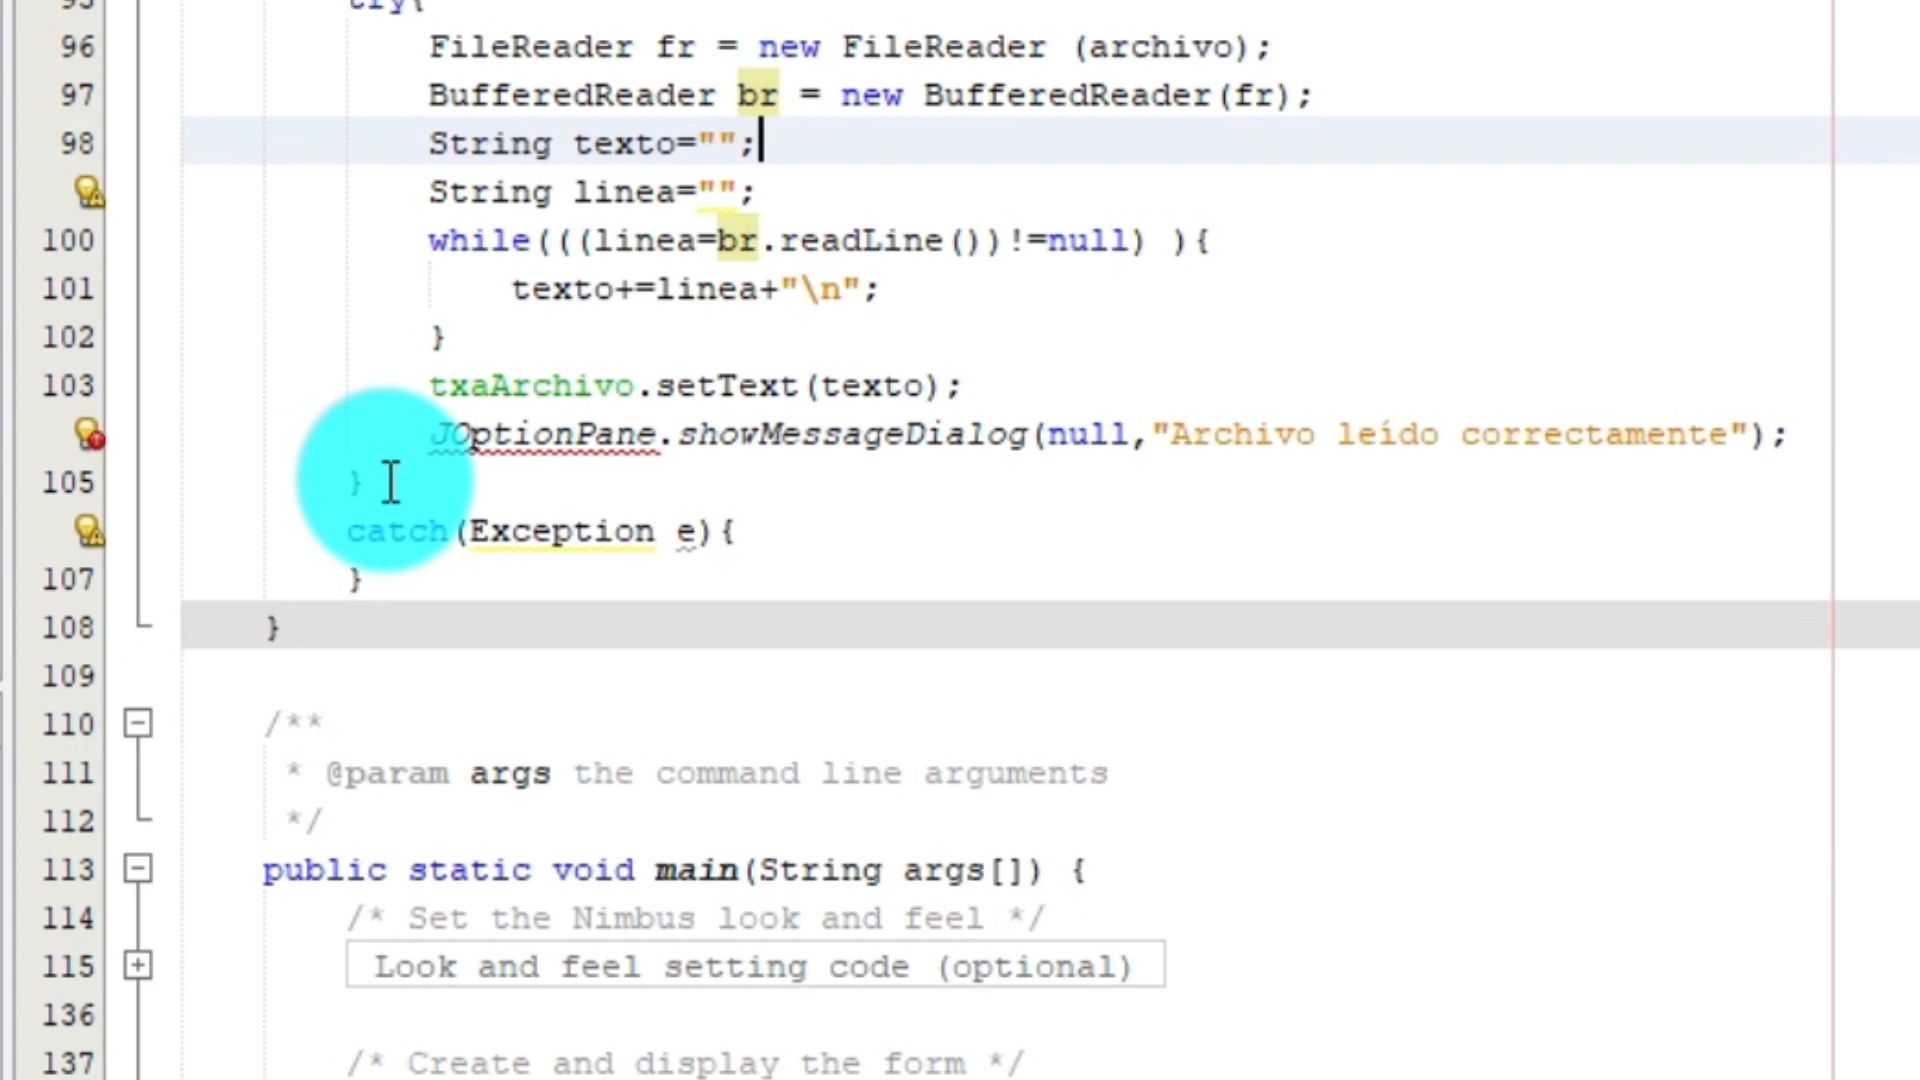 95 try{
96 FileReader fr = new FileReader (archivo);
97 BufferedReader br = new BufferedReader(fr);
98 String texto="";
String linea="";
100 while(((linea=br.readLine())!=null) ){
101 texto+=linea+"\n";
102 }
103 txaArchivo.setText(texto);
JOptionPane.showMessageDialog(null,"Archivo leído correctamente");
105 }
catch(Exception e){
107 }
108 }
109
110 /**
111 * @param args the command line arguments
112 */
113 public static void main(String args[]) {
114 /* Set the Nimbus look and feel */
115 Look and feel setting code (optional)
136
137 /* Create and display the form */